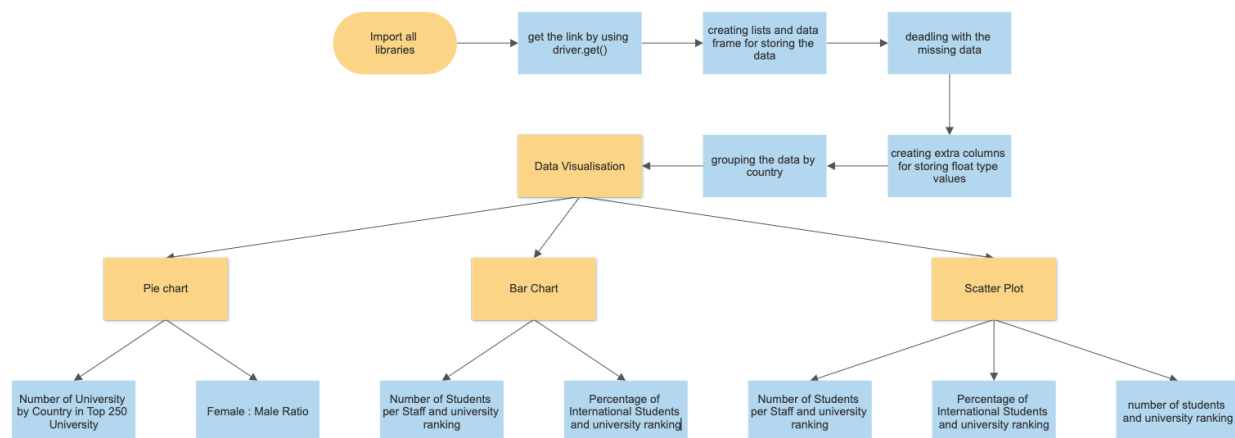 Import all
libraries
get the link by using
driver.get()
creating lists and data
frame for storing the
data
deadling with the
missing data
Data Visualisation
grouping the data by
country
creating extra columns
for storing float type
values
Pie chart
Bar Chart
Scatter Plot
Number of University
by Country in Top 250
University
Female : Male Ratio
Number of Students
per Staff and university
ranking
Percentage of
International Students
and university ranking
Number of Students
per Staff and university
ranking
Percentage of
International Students
and university ranking
number of students
and university ranking